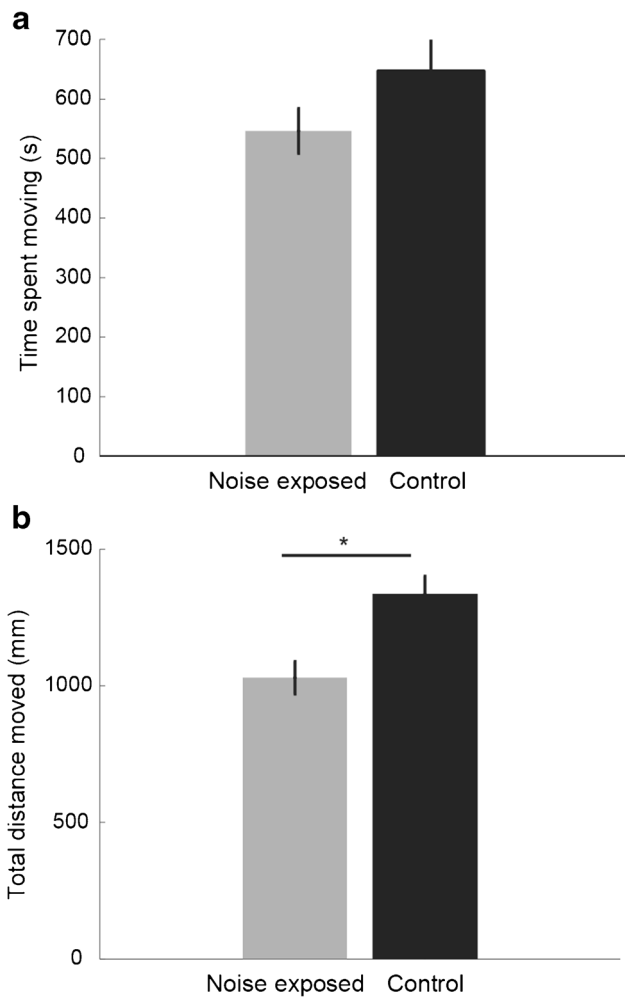 a
700
600
500
400
300
200
100
0
Time spent moving (s)
Noise exposed Control
b
1500
*
1000
500
0
Total distance moved (mm)
Noise exposed Control